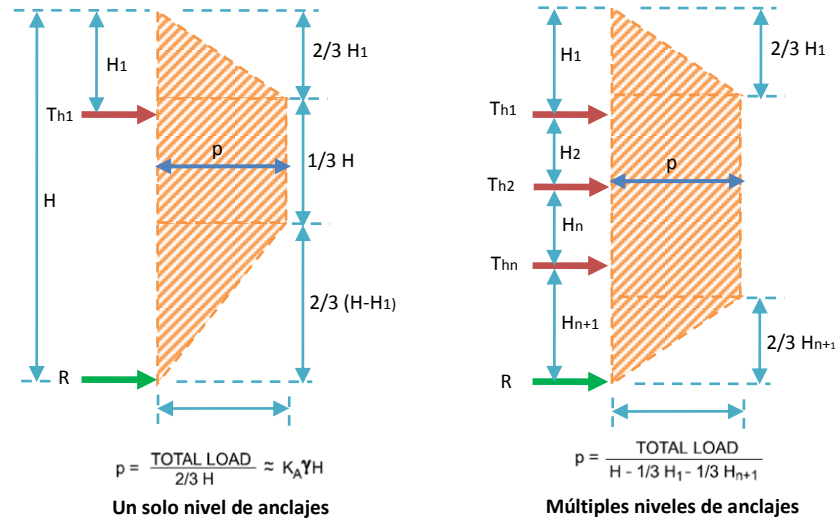 H1
2/3 H1
Th1
p
1/3 H
H
2/3 (H-H1)
R
p = TOTAL LOAD / 2/3 H ≈ KAγH
Un solo nivel de anclajes
H1
2/3 H1
Th1
H2
p
Th2
Hn
Thn
Hn+1
2/3 Hn+1
R
p = TOTAL LOAD / H - 1/3 H1 - 1/3 Hn+1
Múltiples niveles de anclajes